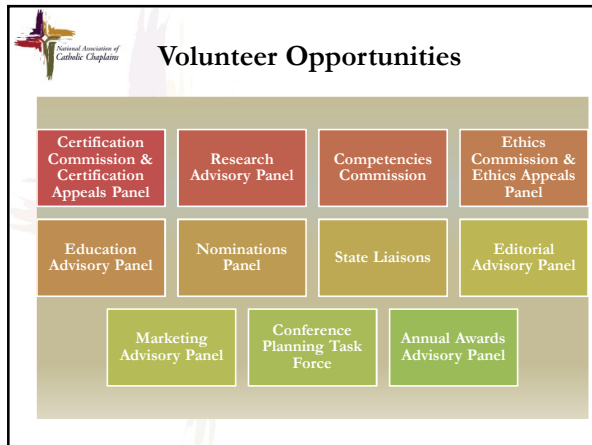 National Association of
Catholic Chaplains
Volunteer Opportunities
Certification
Commission &
Certification
Appeals Panel
Research
Advisory Panel
Competencies
Commission
Ethics
Commission &
Ethics Appeals
Panel
Education
Advisory Panel
Nominations
Panel
State Liaisons
Editorial
Advisory Panel
Marketing
Advisory Panel
Conference
Planning Task
Force
Annual Awards
Advisory Panel